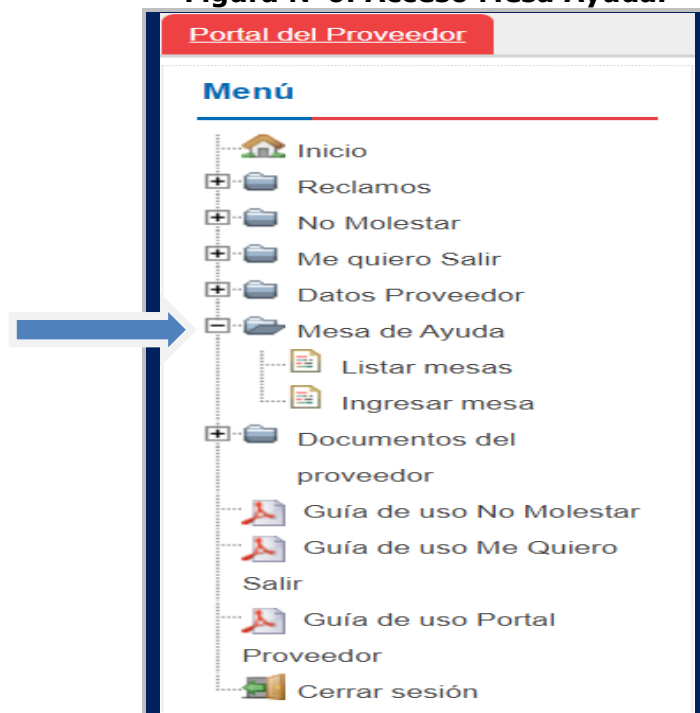 Portal del Proveedor
Menú
Inicio
Reclamos
No Molestar
Me quiero Salir
Datos Proveedor
Mesa de Ayuda
Listar mesas
Ingresar mesa
Documentos del
proveedor
Guía de uso No Molestar
Guía de uso Me Quiero
Salir
Guía de uso Portal
Proveedor
Cerrar sesión